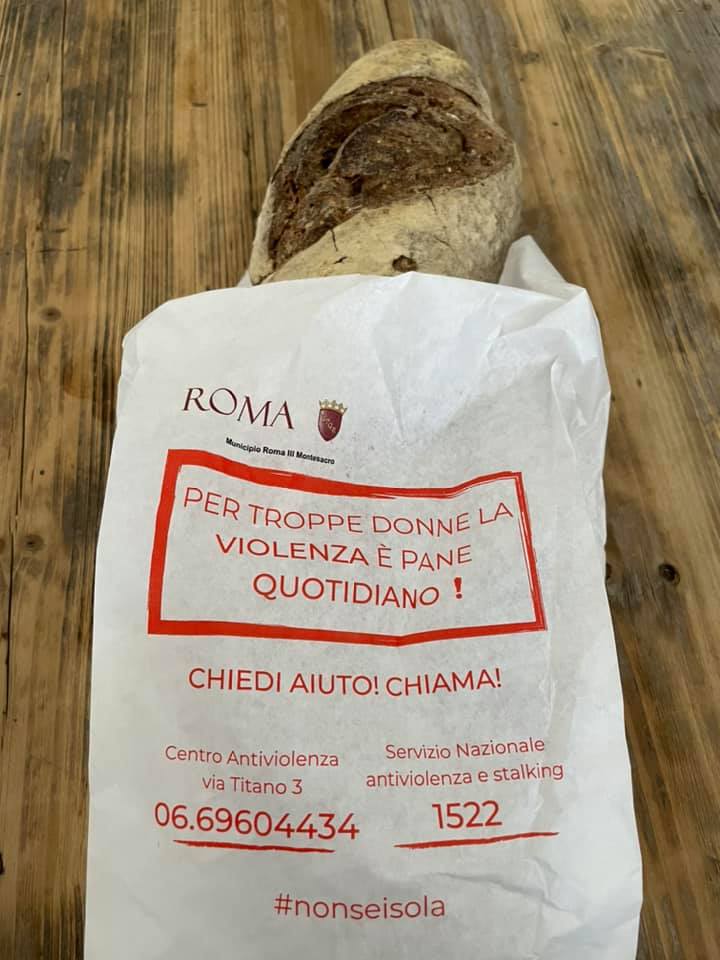 ROMA
Municipio Roma III Montesacro
PER TROPPE DONNE LA
VIOLENZA È PANE
QUOTIDIANO !
CHIEDI AIUTO! CHIAMA!
Centro Antiviolenza
via Titano 3
06.69604434
Servizio Nazionale
antiviolenza e stalking
1522
#nonseisola